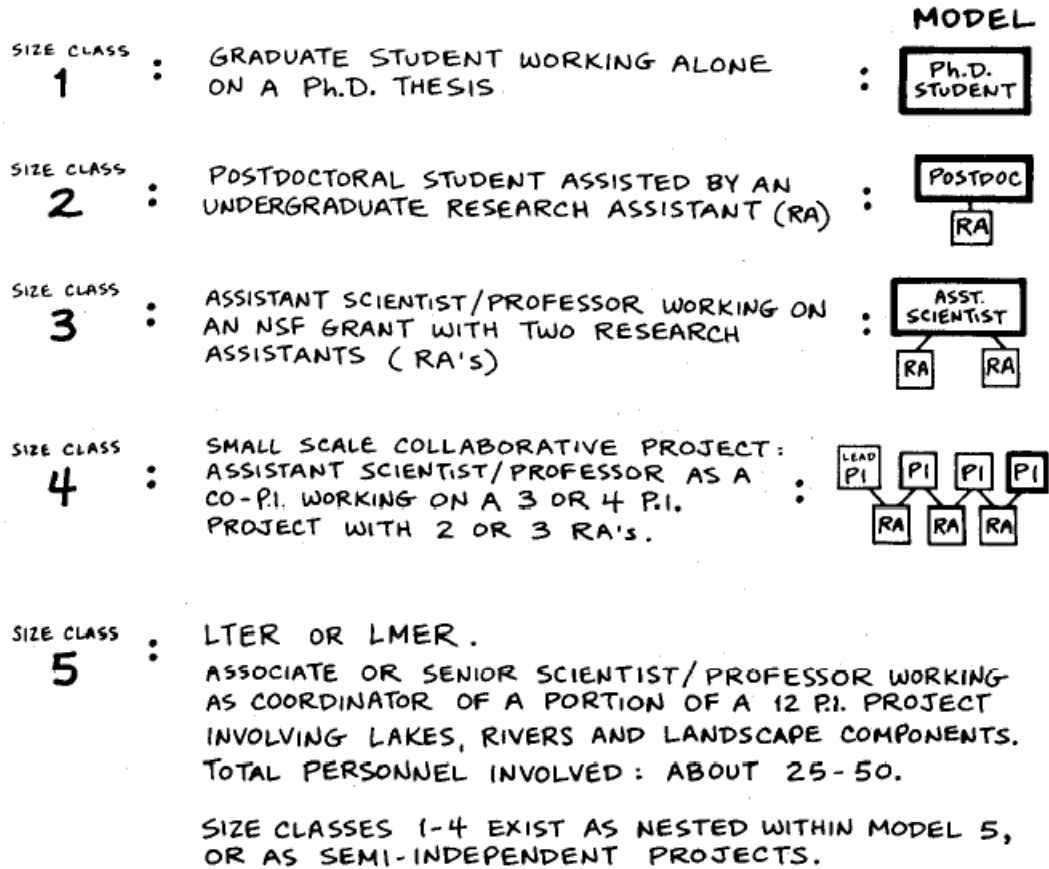 MODEL
SIZE CLASS
1 : GRADUATE STUDENT WORKING ALONE
ON A Ph.D. THESIS :
Ph.D.
STUDENT
SIZE CLASS
2 : POSTDOCTORAL STUDENT ASSISTED BY AN
UNDERGRADUATE RESEARCH ASSISTANT (RA) :
POSTDOC
RA
SIZE CLASS
3 : ASSISTANT SCIENTIST/PROFESSOR WORKING ON
AN NSF GRANT WITH TWO RESEARCH
ASSISTANTS (RA's) :
ASST.
SCIENTIST
RA RA
SIZE CLASS
4 : SMALL SCALE COLLABORATIVE PROJECT:
ASSISTANT SCIENTIST/PROFESSOR AS A
CO-P.I. WORKING ON A 3 OR 4 P.I.
PROJECT WITH 2 OR 3 RA's. :
LEAD
PI PI PI PI
RA RA RA
SIZE CLASS
5 : LTER OR LMER.
ASSOCIATE OR SENIOR SCIENTIST/PROFESSOR WORKING
AS COORDINATOR OF A PORTION OF A 12 P.I. PROJECT
INVOLVING LAKES, RIVERS AND LANDSCAPE COMPONENTS.
TOTAL PERSONNEL INVOLVED: ABOUT 25-50.
SIZE CLASSES 1-4 EXIST AS NESTED WITHIN MODEL 5,
OR AS SEMI-INDEPENDENT PROJECTS.